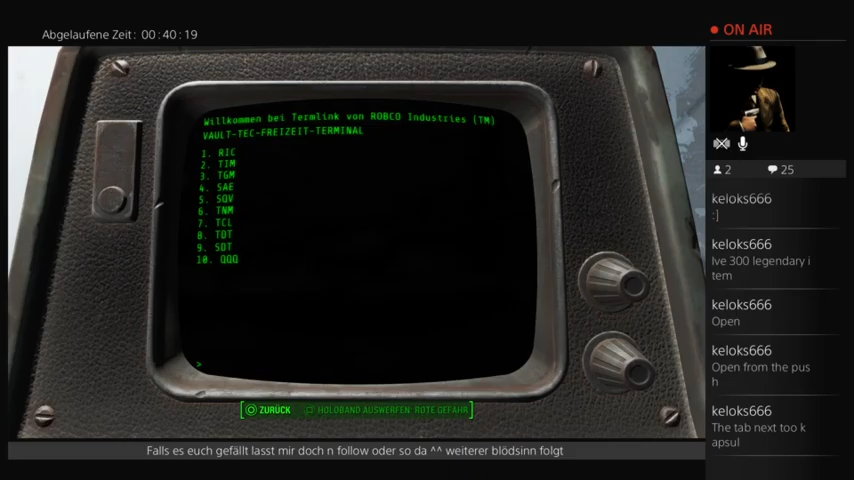 Abgelaufene Zeit: 00:40:19
Willkommen bei Termlink von ROBCO Industries (TM)
VAULT-TEC-FREIZEIT-TERMINAL
1. RIC
2. TIM
3. TGM
4. SAE
5. SQV
6. TNM
7. TCL
8. TDT
9. SDT
10. QQQ
>
ZURÜCK HOLOBAND AUSWERFEN: ROTE GEFAHR
Falls es euch gefällt lasst mir doch n follow oder so da ^^ weiterer blödsinn folgt
ON AIR
2 25
keloks666
:]
keloks666
Ive 300 legendary i
tem
keloks666
Open
keloks666
Open from the pus
h
keloks666
The tab next too k
apsul